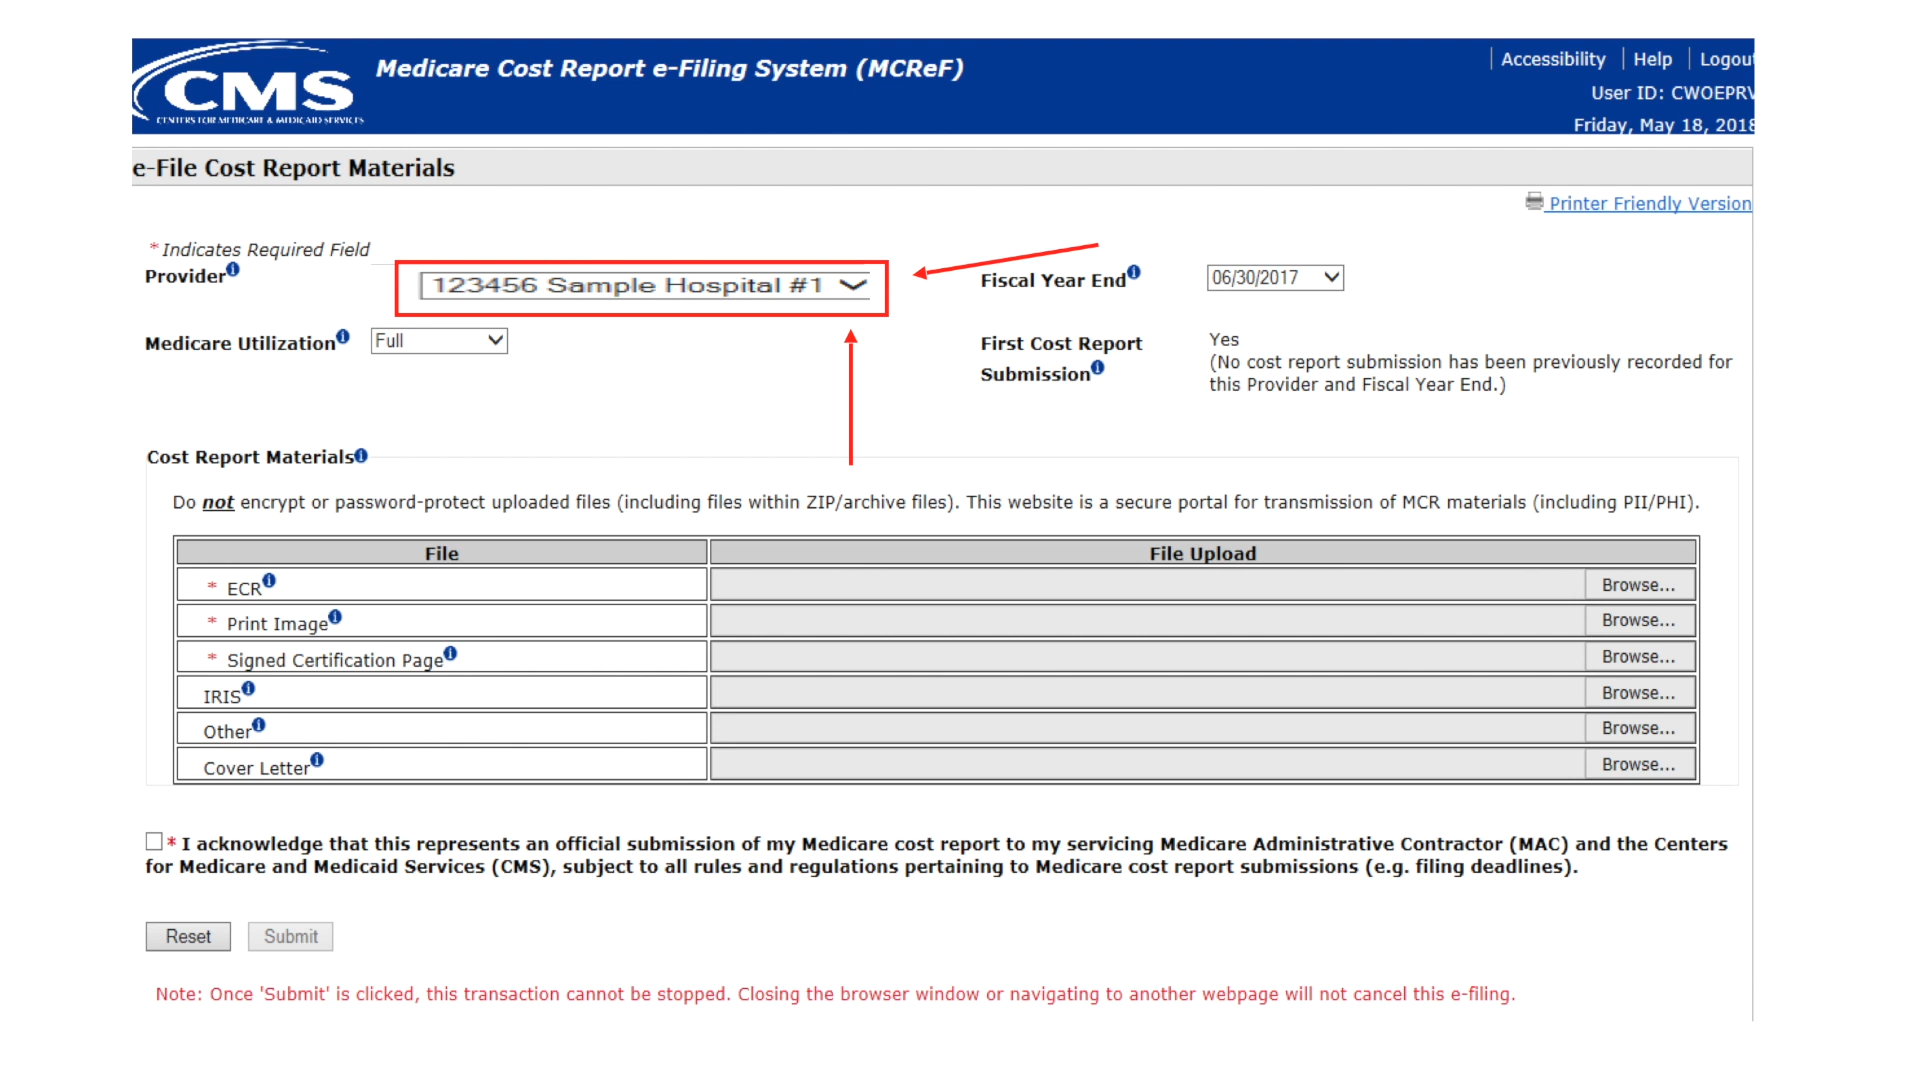 CMS
CENTERS FOR MEDICARE & MEDICAID SERVICES
Medicare Cost Report e-Filing System (MCReF)
Accessibility Help Logout
User ID: CWOEPRV
Friday, May 18, 2018
e-File Cost Report Materials
Printer Friendly Version
* Indicates Required Field
Provider 123456 Sample Hospital #1 Fiscal Year End 06/30/2017
Medicare Utilization Full First Cost Report Submission Yes
(No cost report submission has been previously recorded for
this Provider and Fiscal Year End.)
Cost Report Materials
Do not encrypt or password-protect uploaded files (including files within ZIP/archive files). This website is a secure portal for transmission of MCR materials (including PII/PHI).
File File Upload
* ECR Browse...
* Print Image Browse...
* Signed Certification Page Browse...
IRIS Browse...
Other Browse...
Cover Letter Browse...
* I acknowledge that this represents an official submission of my Medicare cost report to my servicing Medicare Administrative Contractor (MAC) and the Centers
for Medicare and Medicaid Services (CMS), subject to all rules and regulations pertaining to Medicare cost report submissions (e.g. filing deadlines).
Reset Submit
Note: Once 'Submit' is clicked, this transaction cannot be stopped. Closing the browser window or navigating to another webpage will not cancel this e-filing.